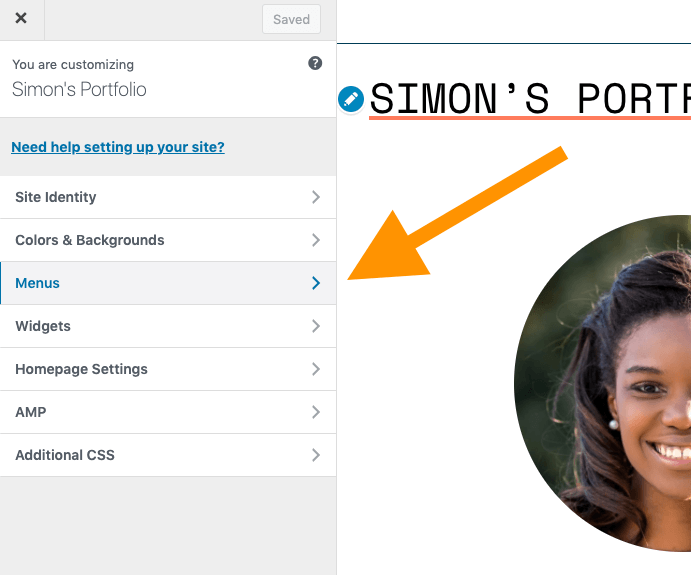 Saved
You are customizing
Simon's Portfolio
Need help setting up your site?
Site Identity
Colors & Backgrounds
Menus
Widgets
Homepage Settings
AMP
Additional CSS
SIMON'S PORTF